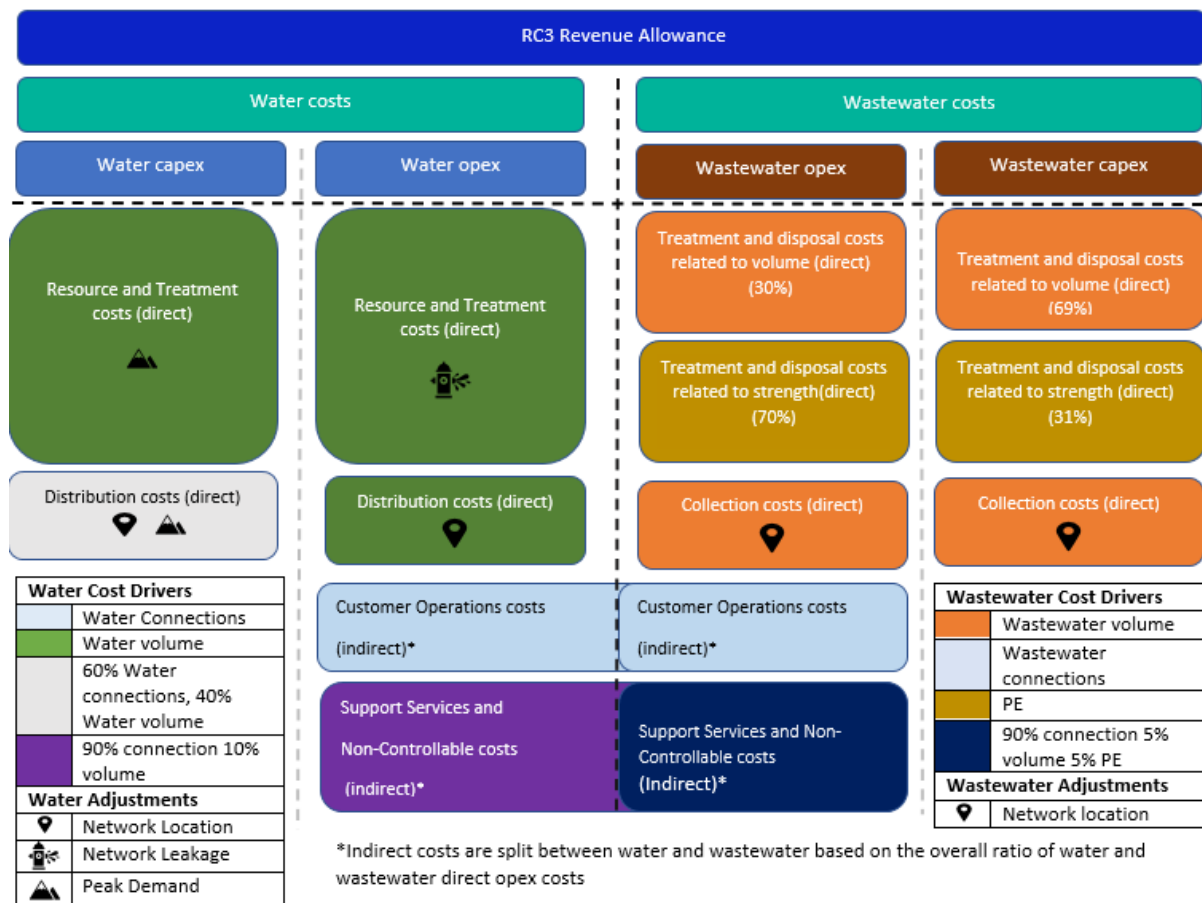 RC3 Revenue Allowance
Water costs
Wastewater costs
Water capex
Water opex
Wastewater opex
Wastewater capex
Resource and Treatment
costs (direct)
Resource and Treatment
costs (direct)
Treatment and disposal costs
related to volume (direct)
(30%)
Treatment and disposal costs
related to volume (direct)
(69%)
Treatment and disposal costs
related to strength(direct)
(70%)
Treatment and disposal costs
related to strength (direct)
(31%)
Distribution costs (direct)
Distribution costs (direct)
Collection costs (direct)
Collection costs (direct)
Customer Operations costs
(indirect)*
Customer Operations costs
(indirect)*
Support Services and
Non-Controllable costs
(indirect)*
Support Services and Non-
Controllable costs
(Indirect)*
Water Cost Drivers
Water Connections
Water volume
60% Water
connections, 40%
Water volume
90% connection 10%
volume
Water Adjustments
Network Location
Network Leakage
Peak Demand
Wastewater Cost Drivers
Wastewater volume
Wastewater
connections
PE
90% connection 5%
volume 5% PE
Wastewater Adjustments
Network location
*Indirect costs are split between water and wastewater based on the overall ratio of water and
wastewater direct opex costs